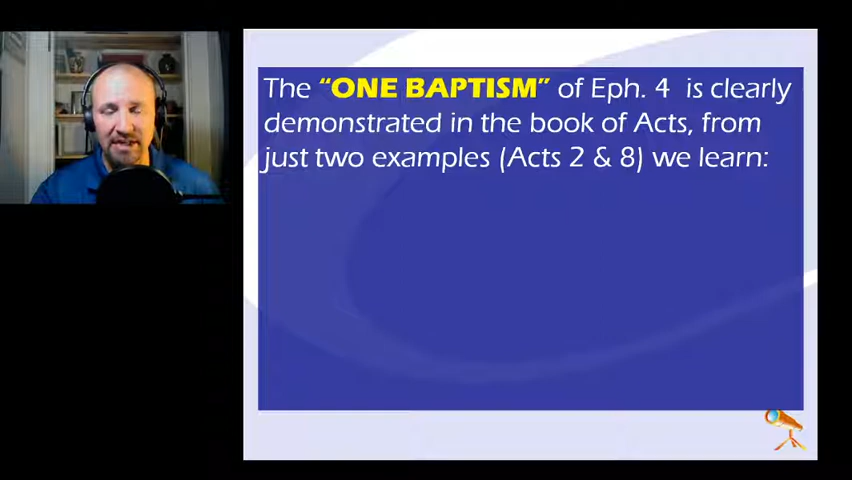 The “ONE BAPTISM” of Eph. 4 is clearly
demonstrated in the book of Acts, from
just two examples (Acts 2 & 8) we learn: